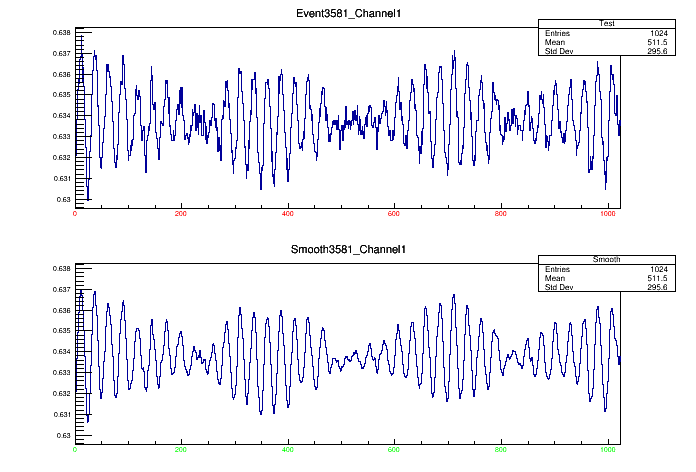 Event3581_Channel1
Test
Entries 1024
Mean 511.5
Std Dev 295.6
0.638
0.637
0.636
0.635
0.634
0.633
0.632
0.631
0.63
0 200 400 600 800 1000
Smooth3581_Channel1
Smooth
Entries 1024
Mean 511.5
Std Dev 295.6
0.638
0.637
0.636
0.635
0.634
0.633
0.632
0.631
0.63
0 200 400 600 800 1000